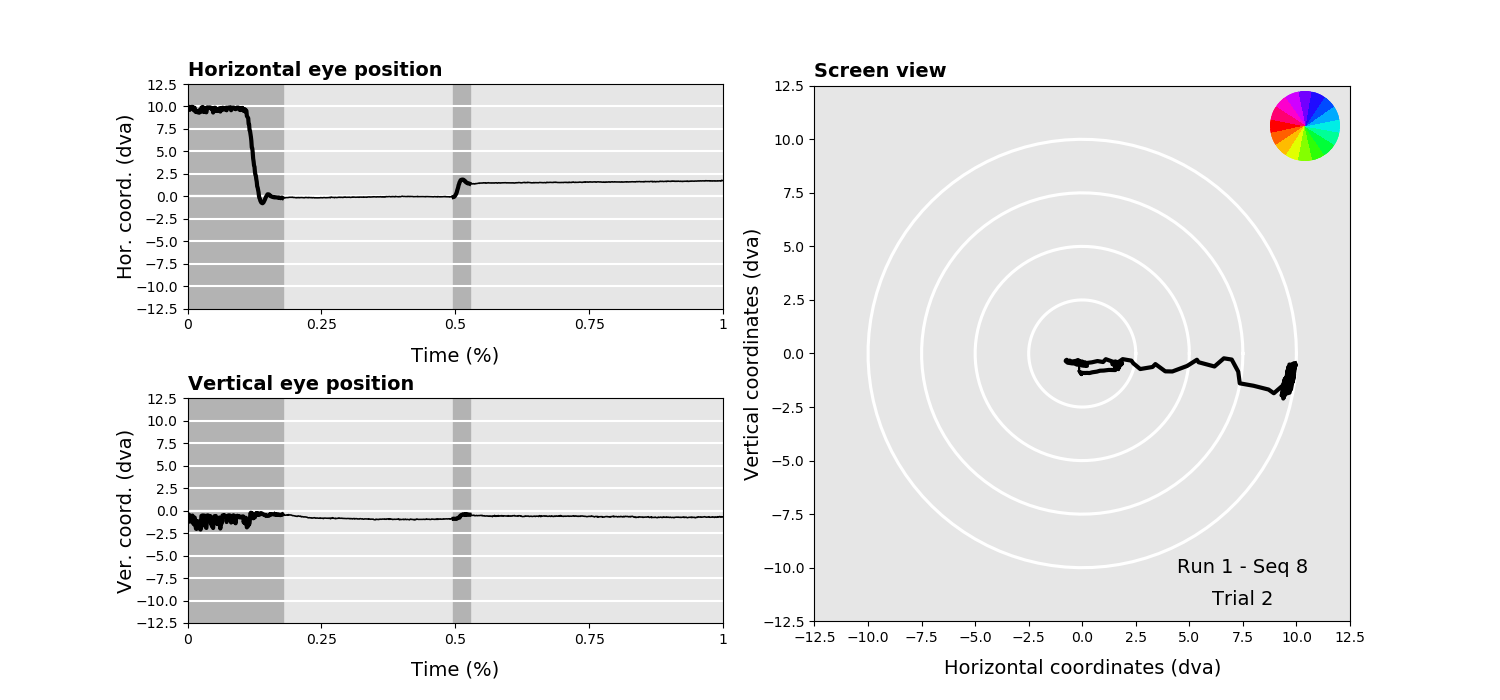 Horizontal eye position
12.5
10.0
7.5
5.0
2.5
0.0
−2.5
−5.0
−7.5
−10.0
−12.5
Hor. coord. (dva)
0 0.25 0.5 0.75 1
Time (%)
Vertical eye position
12.5
10.0
7.5
5.0
2.5
0.0
−2.5
−5.0
−7.5
−10.0
−12.5
Ver. coord. (dva)
0 0.25 0.5 0.75 1
Time (%)
Screen view
12.5
10.0
7.5
5.0
2.5
0.0
−2.5
−5.0
−7.5
−10.0
−12.5
Vertical coordinates (dva)
Run 1 - Seq 8
Trial 2
−12.5 −10.0 −7.5 −5.0 −2.5 0.0 2.5 5.0 7.5 10.0 12.5
Horizontal coordinates (dva)